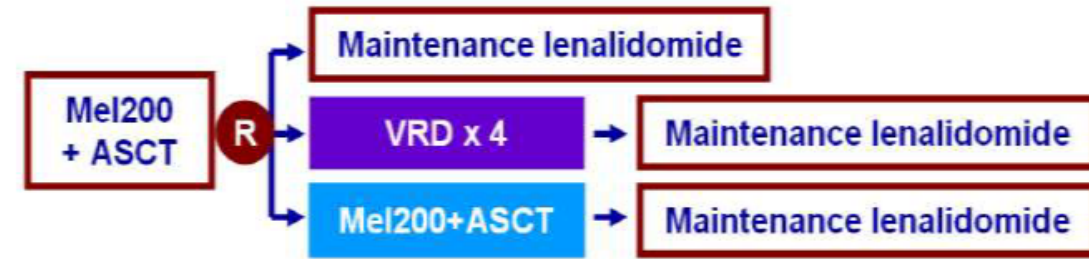 Mel200
+ ASCT
R
Maintenance lenalidomide
VRD x 4
Maintenance lenalidomide
Mel200+ASCT
Maintenance lenalidomide